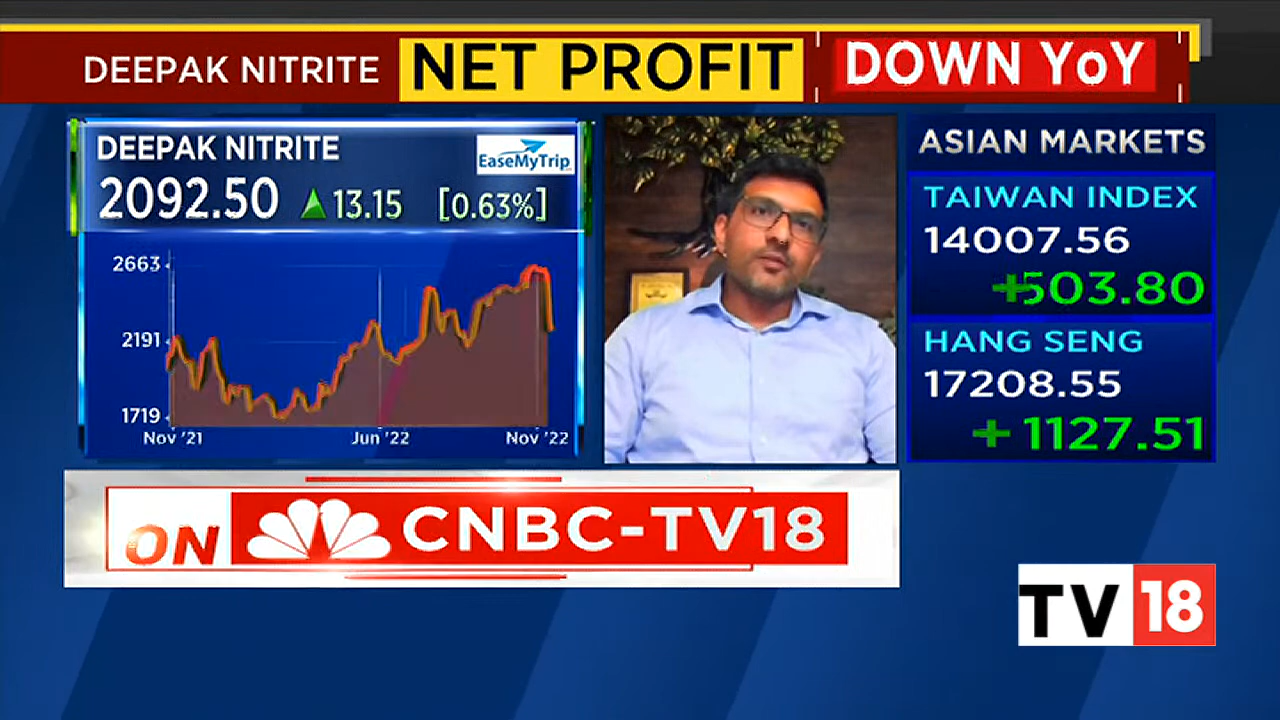 DEEPAK NITRITE NET PROFIT DOWN YoY
DEEPAK NITRITE
EaseMyTrip
2092.50 ▲ 13.15 [0.63%]
2663
2191
1719
Nov '21 Jun '22 Nov '22
ASIAN MARKETS
TAIWAN INDEX
14007.56
+503.80
HANG SENG
17208.55
+1127.51
ON CNBC-TV18
TV18